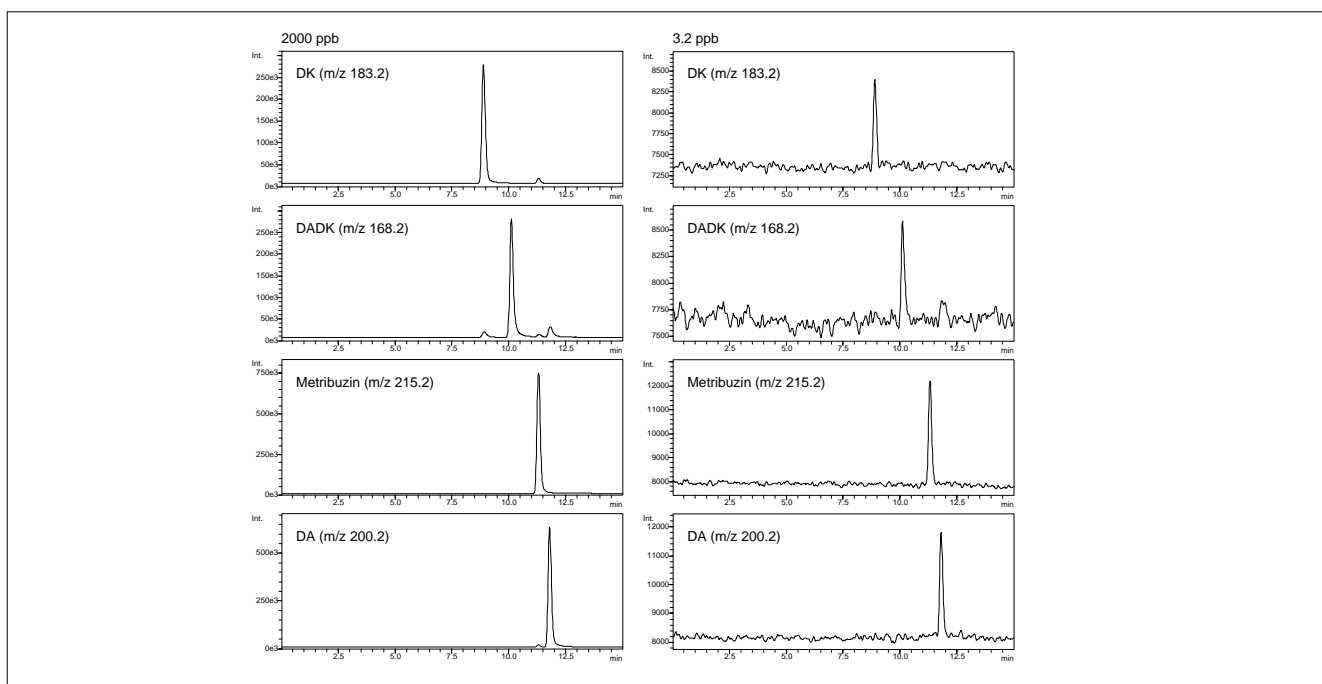 2000 ppb
Int.
DK (m/z 183.2)
250e3
200e3
150e3
100e3
50e3
0e3
2.5 5.0 7.5 10.0 12.5 min
Int.
DADK (m/z 168.2)
250e3
200e3
150e3
100e3
50e3
0e3
2.5 5.0 7.5 10.0 12.5 min
Int.
Metribuzin (m/z 215.2)
750e3
500e3
250e3
0e3
2.5 5.0 7.5 10.0 12.5 min
Int.
DA (m/z 200.2)
500e3
250e3
0e3
2.5 5.0 7.5 10.0 12.5 min
3.2 ppb
Int.
DK (m/z 183.2)
8500
8250
8000
7750
7500
7250
2.5 5.0 7.5 10.0 12.5 min
Int.
DADK (m/z 168.2)
8500
8250
8000
7750
7500
2.5 5.0 7.5 10.0 12.5 min
Int.
Metribuzin (m/z 215.2)
12000
11000
10000
9000
8000
2.5 5.0 7.5 10.0 12.5 min
Int.
DA (m/z 200.2)
12000
11000
10000
9000
8000
2.5 5.0 7.5 10.0 12.5 min